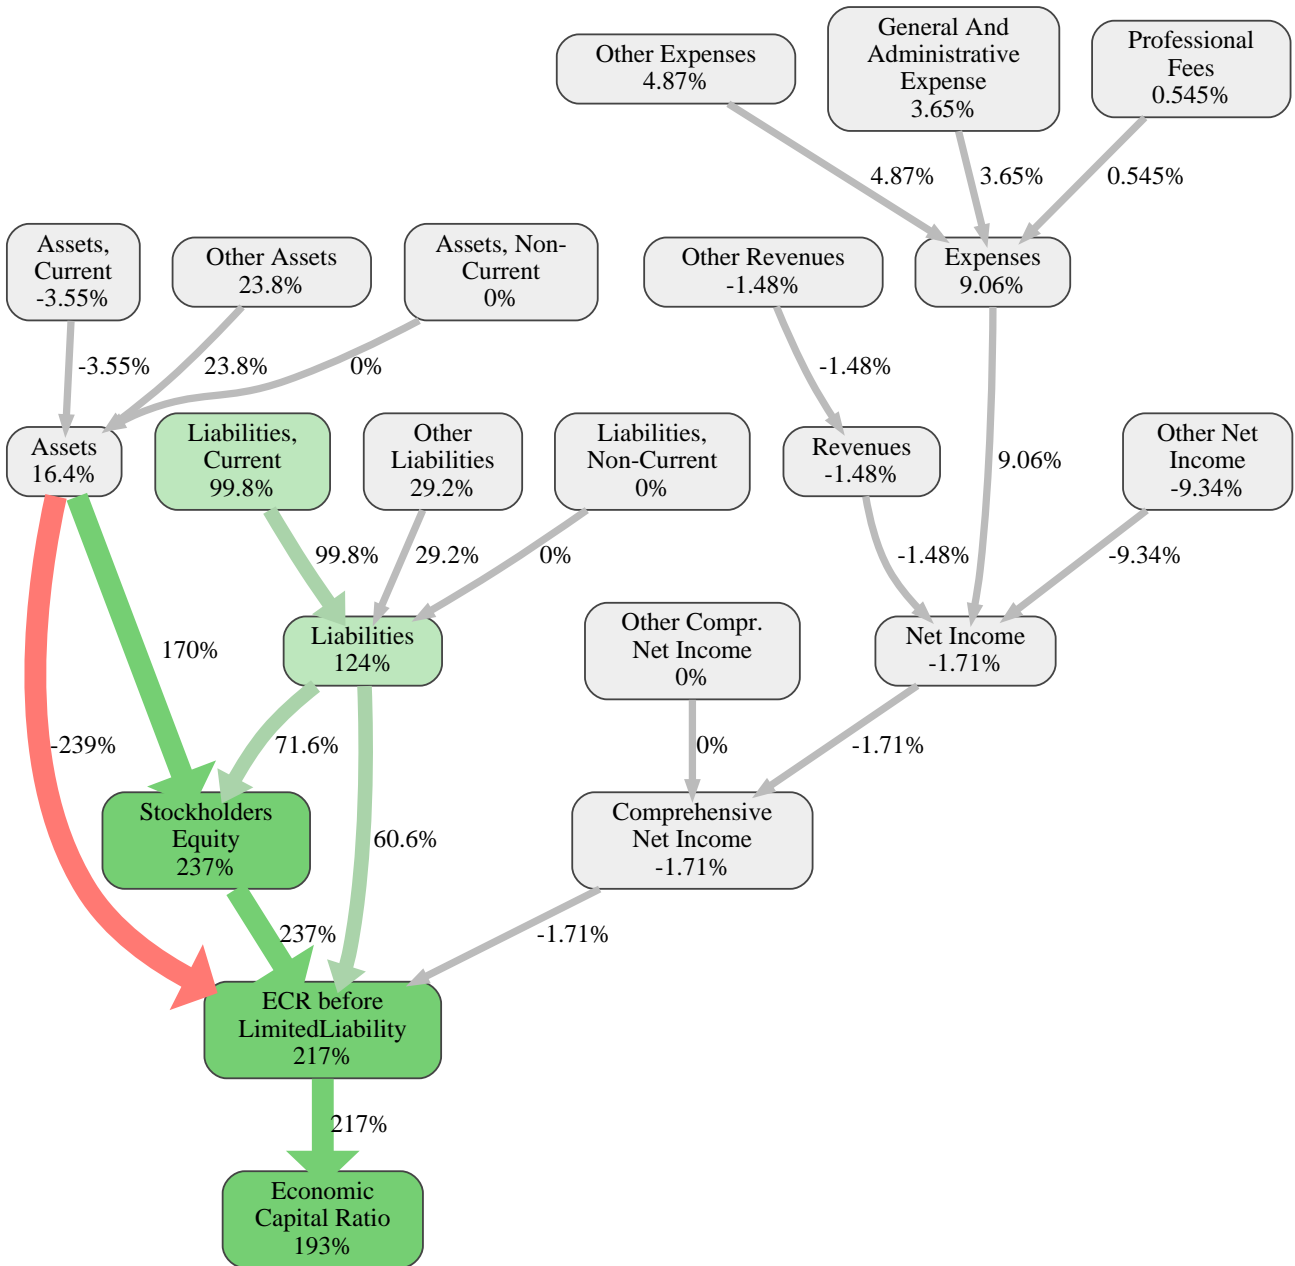 Other Expenses
4.87%
General And
Administrative
Expense
3.65%
Professional
Fees
0.545%
4.87%
3.65%
0.545%
Assets,
Current
-3.55%
Other Assets
23.8%
Assets, Non-
Current
0%
Other Revenues
-1.48%
Expenses
9.06%
-3.55%
23.8%
0%
-1.48%
Assets
16.4%
Liabilities,
Current
99.8%
Other
Liabilities
29.2%
Liabilities,
Non-Current
0%
Revenues
-1.48%
9.06%
Other Net
Income
-9.34%
99.8%
29.2%
0%
-1.48%
-9.34%
170%
Liabilities
124%
Other Compr.
Net Income
0%
Net Income
-1.71%
-239%
71.6%
0%
-1.71%
Stockholders
Equity
237%
60.6%
Comprehensive
Net Income
-1.71%
237%
-1.71%
ECR before
LimitedLiability
217%
217%
Economic
Capital Ratio
193%